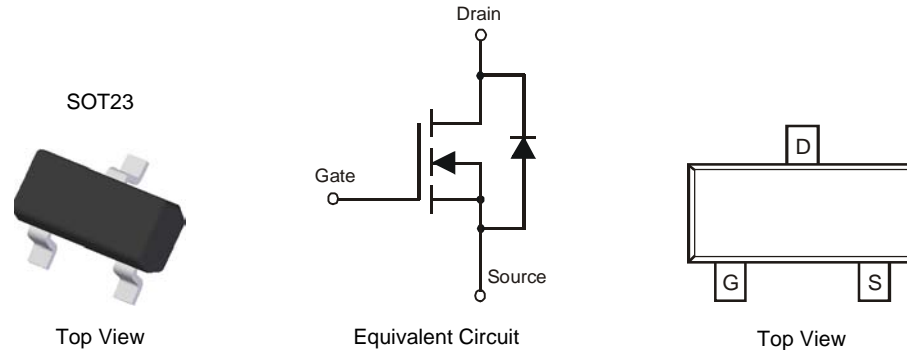 SOT23
Top View
Drain
Gate
Source
Equivalent Circuit
D
G S
Top View